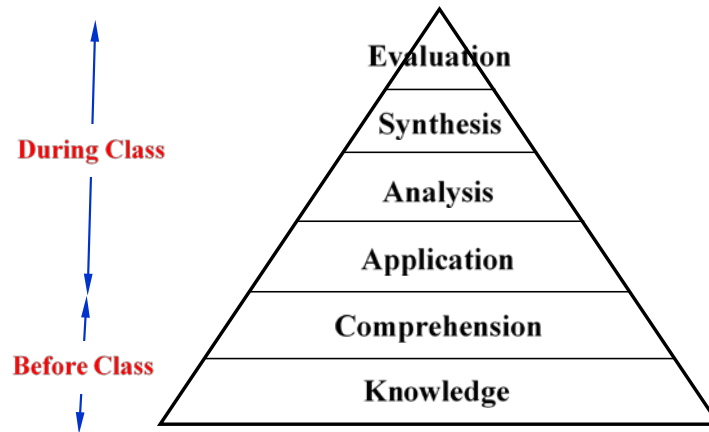 Evaluation
Synthesis
During Class
Analysis
Application
Comprehension
Before Class
Knowledge